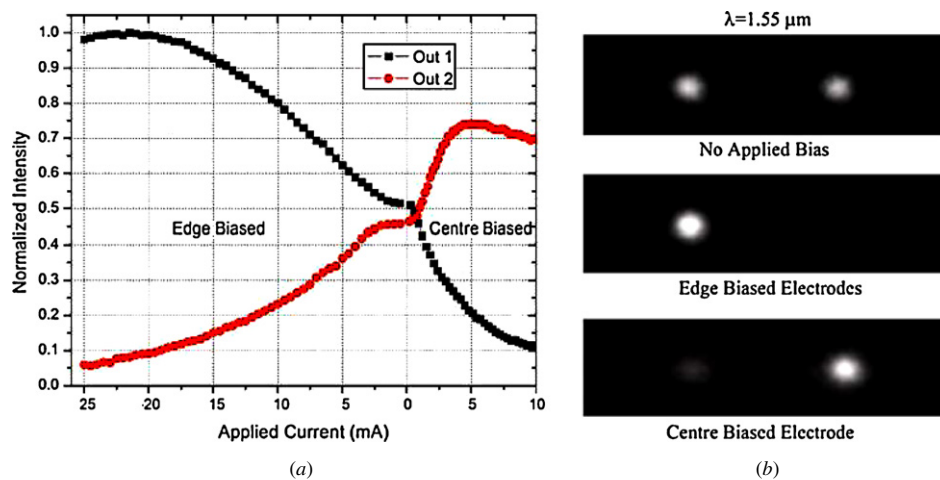 1.0
0.9
0.8
0.7
0.6
0.5
0.4
0.3
0.2
0.1
0.0
Normalized Intensity
Out 1
Out 2
Edge Biased
Centre Biased
25 20 15 10 5 0 5 10
Applied Current (mA)
(a)
λ=1.55 μm
No Applied Bias
Edge Biased Electrodes
Centre Biased Electrode
(b)